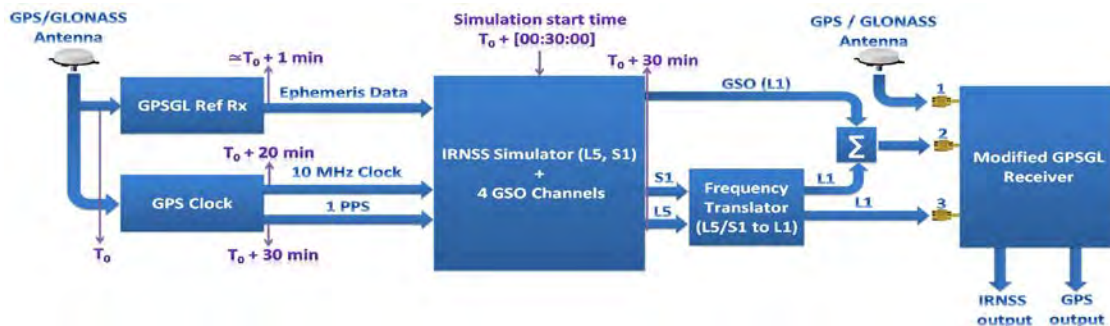 GPS/GLONASS
Antenna
Simulation start time
T₀ + [00:30:00]
GPS / GLONASS
Antenna
≃T₀ + 1 min
T₀ + 30 min
GPSGL Ref Rx
Ephemeris Data
GSO (L1)
1
T₀ + 20 min
10 MHz Clock
IRNSS Simulator (L5, S1)
+
4 GSO Channels
Σ
2
Modified GPSGL
Receiver
GPS Clock
1 PPS
S1
L5
Frequency
Translator
(L5/S1 to L1)
L1
L1
3
T₀
T₀ + 30 min
IRNSS
output
GPS
output